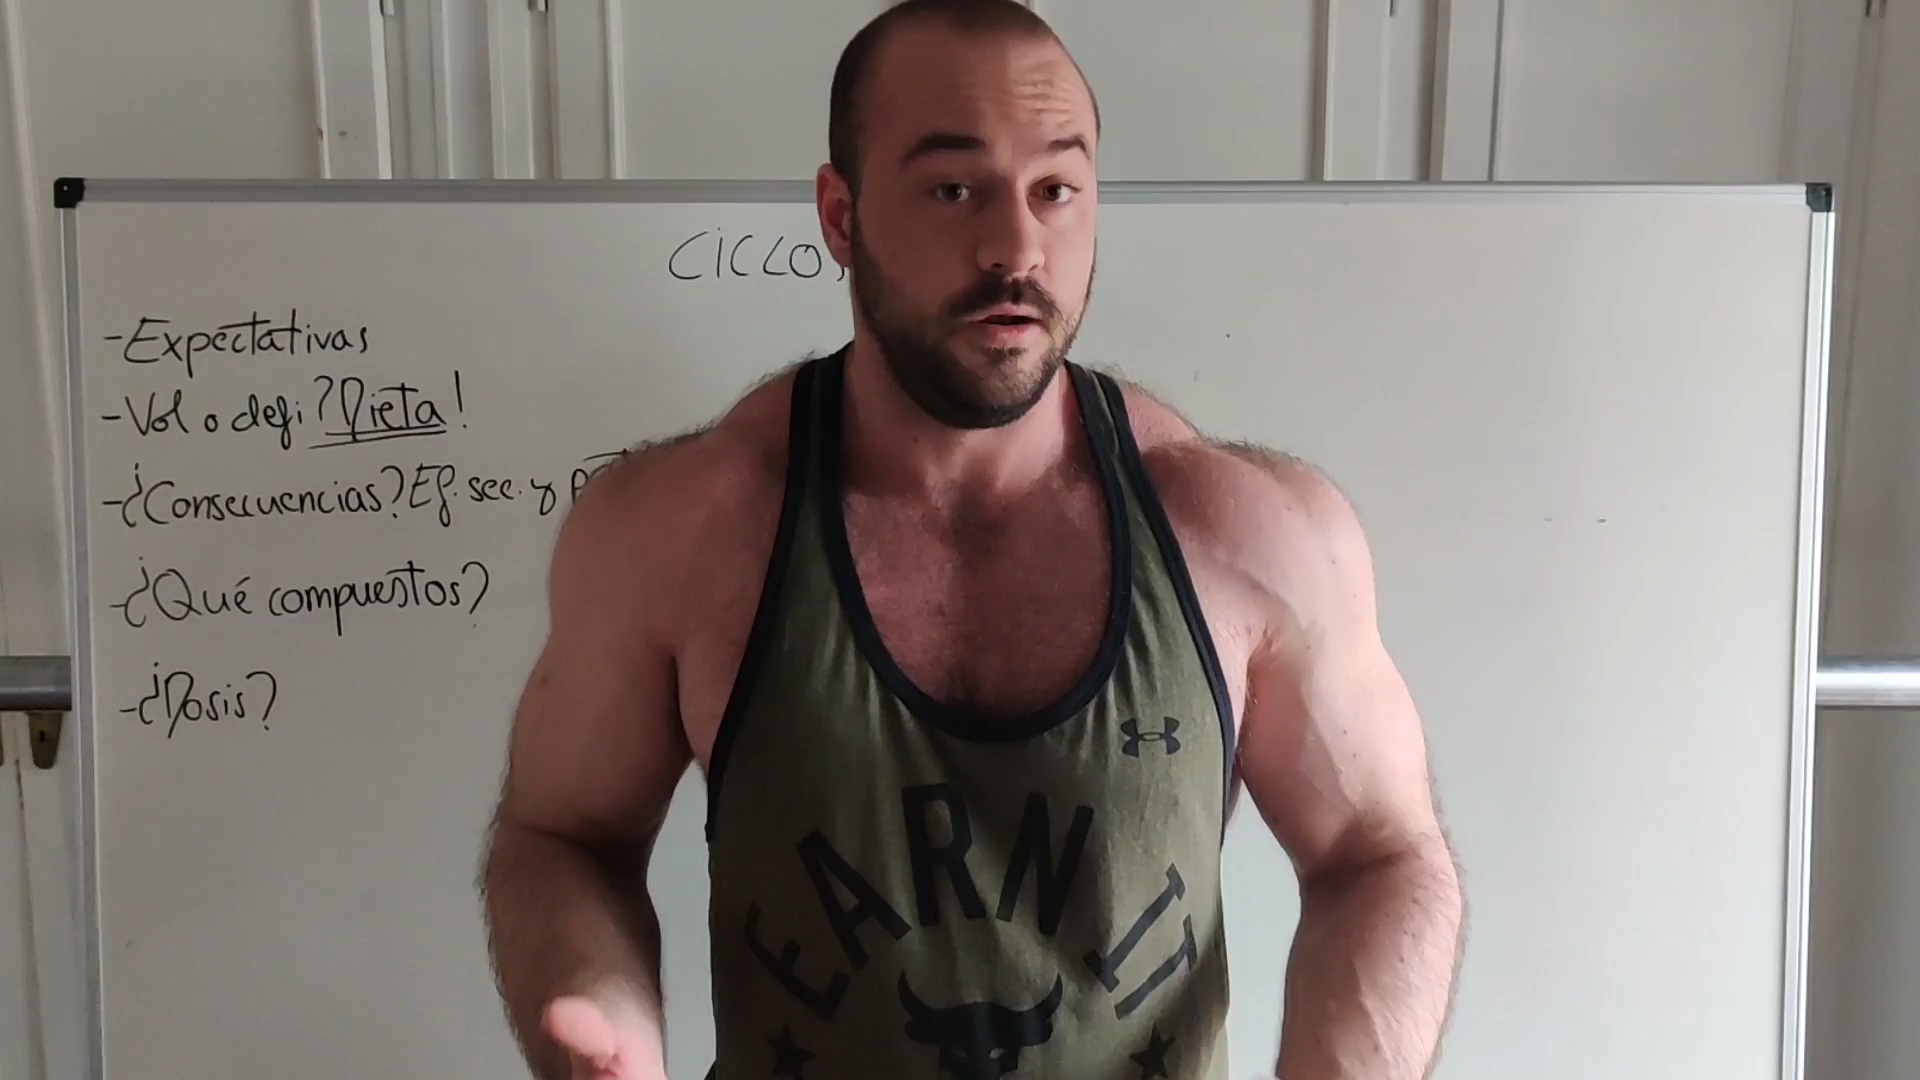 CICLOS
-Expectativas
-Vol o defi? Dieta!
-¿Consecuencias? Ef. sec. y
-¿Qué compuestos?
-¿Dosis?
EARN IT